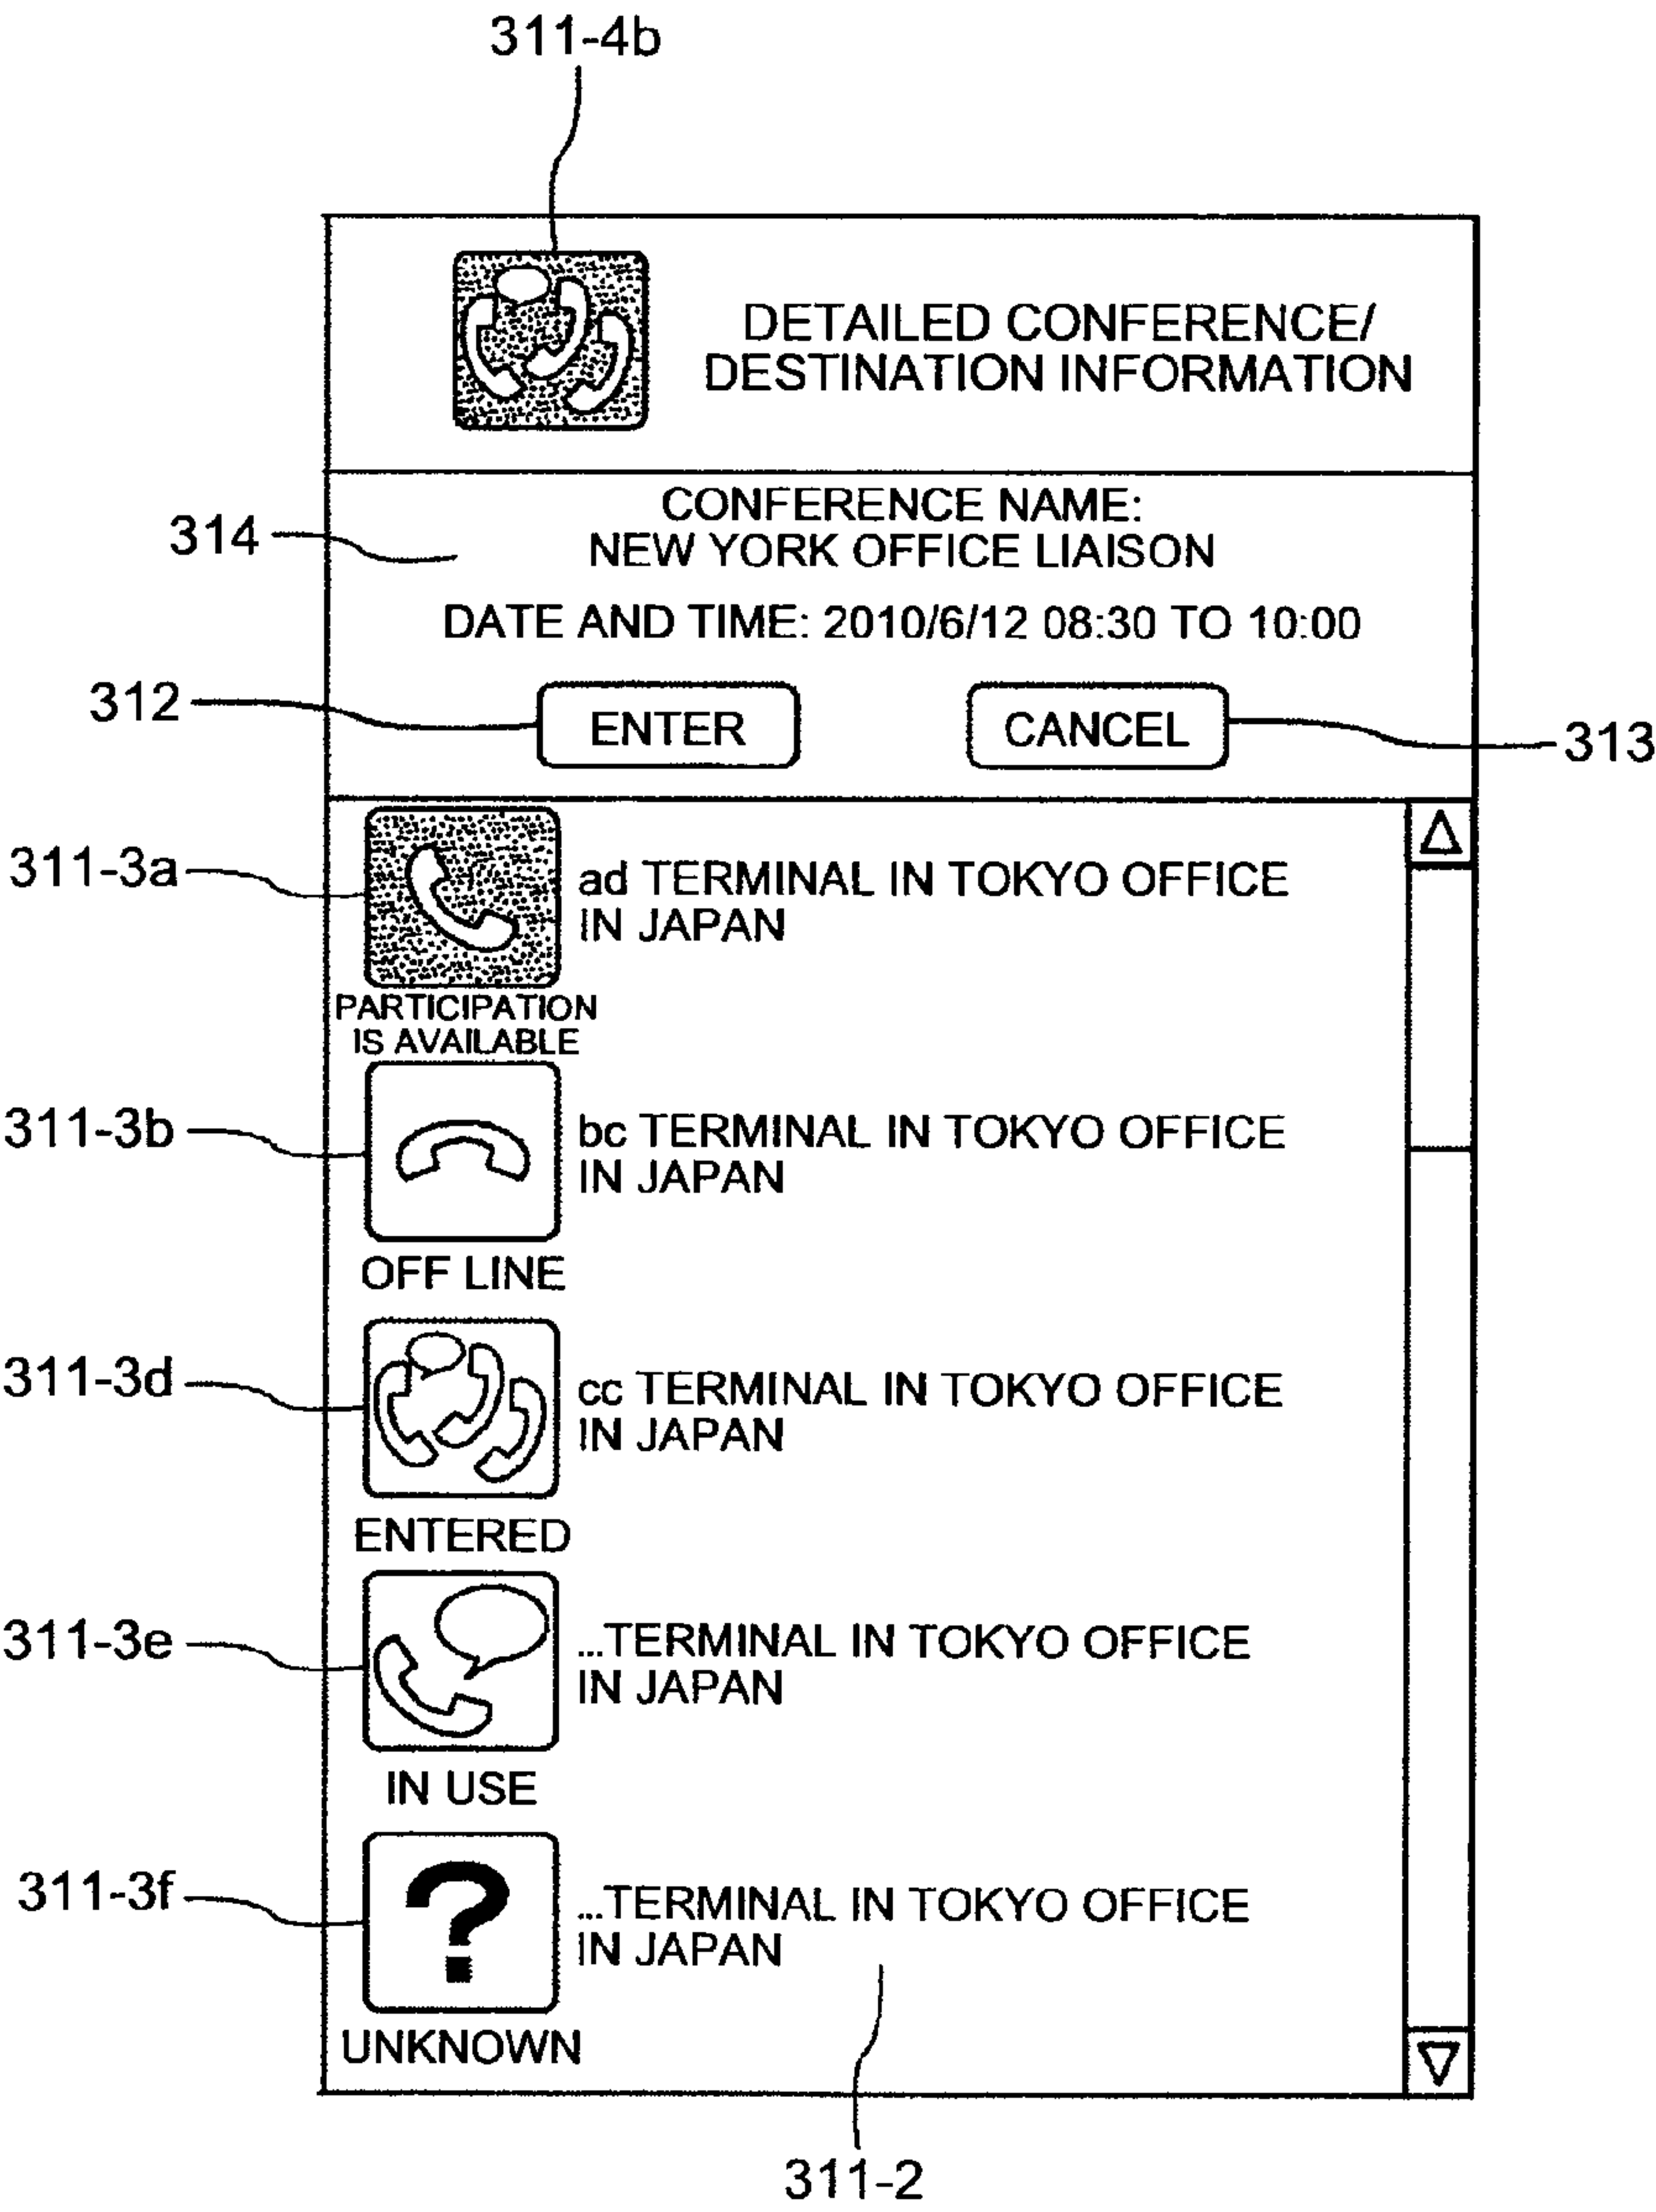 311-4b
DETAILED CONFERENCE/
DESTINATION INFORMATION
314
CONFERENCE NAME:
NEW YORK OFFICE LIAISON
DATE AND TIME: 2010/6/12 08:30 TO 10:00
312
ENTER
CANCEL
313
311-3a
ad TERMINAL IN TOKYO OFFICE
IN JAPAN
PARTICIPATION
IS AVAILABLE
311-3b
bc TERMINAL IN TOKYO OFFICE
IN JAPAN
OFF LINE
311-3d
cc TERMINAL IN TOKYO OFFICE
IN JAPAN
ENTERED
311-3e
...TERMINAL IN TOKYO OFFICE
IN JAPAN
IN USE
311-3f
?
...TERMINAL IN TOKYO OFFICE
IN JAPAN
UNKNOWN
311-2